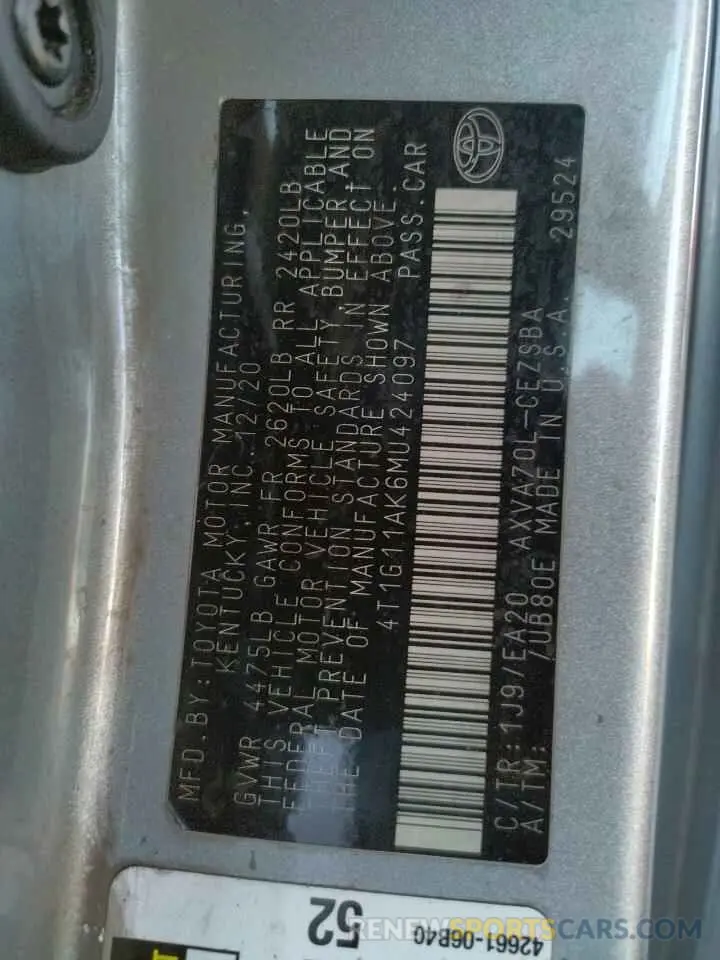 MFD.BY:TOYOTA MOTOR MANUFACTURING,
KENTUCKY,INC.12/20
GVWR 4475LB GAWR FR 2620LB RR 2420LB
THIS VEHICLE CONFORMS TO ALL APPLICABLE
FEDERAL MOTOR VEHICLE SAFETY,BUMPER,AND
THEFT PREVENTION STANDARDS IN EFFECT ON
THE DATE OF MANUFACTURE SHOWN ABOVE.
4T1G11AK6MU424097 PASS.CAR
C/TR:1J9/EA20 AXVA70L-CEZSBA
A/TM: /UB80E MADE IN U.S.A. 29524
52
42661-06B40
RENEWSPORTSCARS.COM